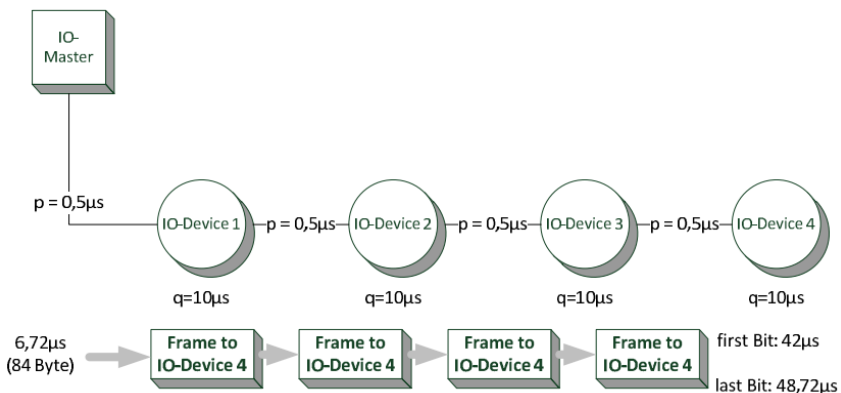 IO-
Master
p = 0,5µs
IO-Device 1
p = 0,5µs
IO-Device 2
p = 0,5µs
IO-Device 3
p = 0,5µs
IO-Device 4
q=10µs
q=10µs
q=10µs
q=10µs
6,72µs
(84 Byte)
Frame to
IO-Device 4
Frame to
IO-Device 4
Frame to
IO-Device 4
Frame to
IO-Device 4
first Bit: 42µs
last Bit: 48,72µs